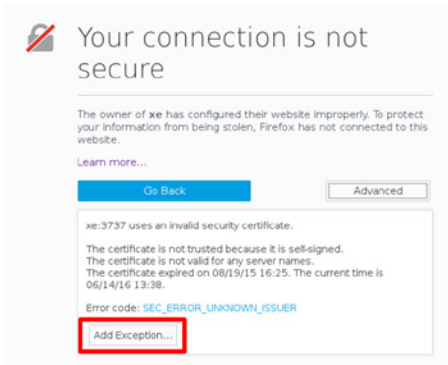 Your connection is not
secure
The owner of xe has configured their website improperly. To protect
your information from being stolen, Firefox has not connected to this
website.
Learn more...
Go Back
Advanced
xe:3737 uses an invalid security certificate.
The certificate is not trusted because it is self-signed.
The certificate is not valid for any server names.
The certificate expired on 08/19/15 16:25. The current time is
06/14/16 13:38.
Error code: SEC_ERROR_UNKNOWN_ISSUER
Add Exception...